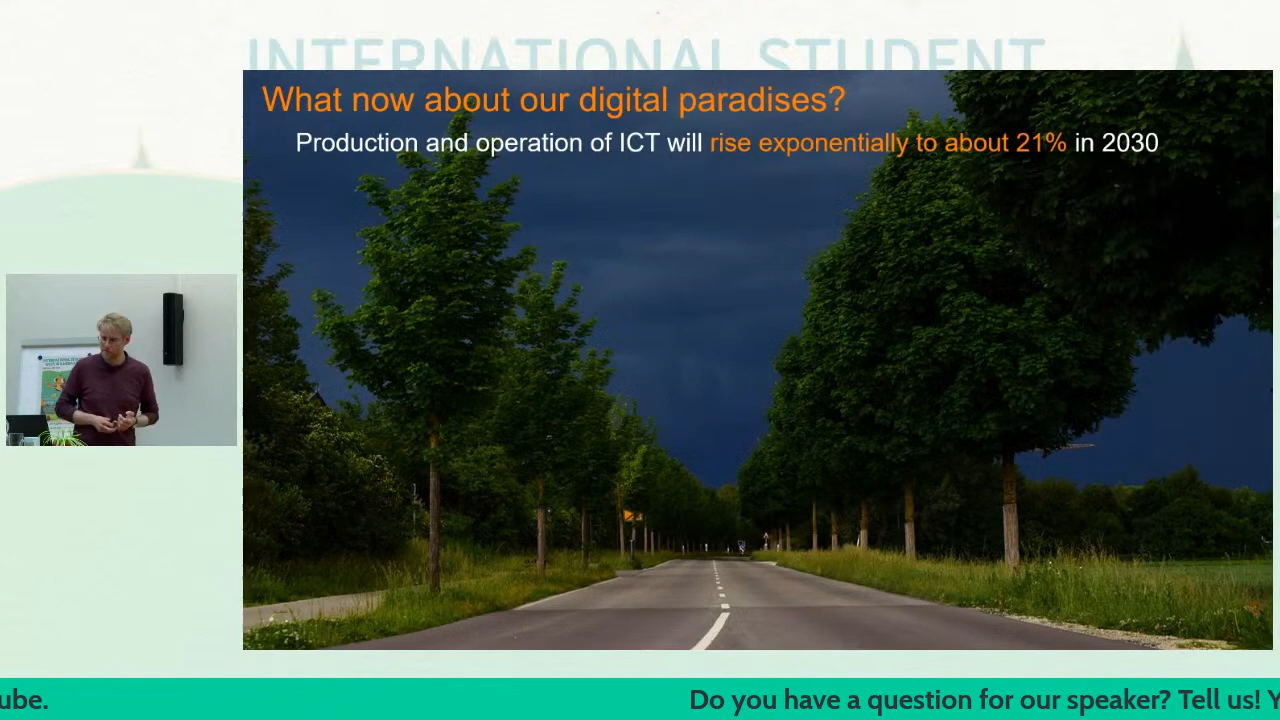 INTERNATIONAL STUDENT
What now about our digital paradises?
Production and operation of ICT will rise exponentially to about 21% in 2030
ube.
Do you have a question for our speaker? Tell us! Y